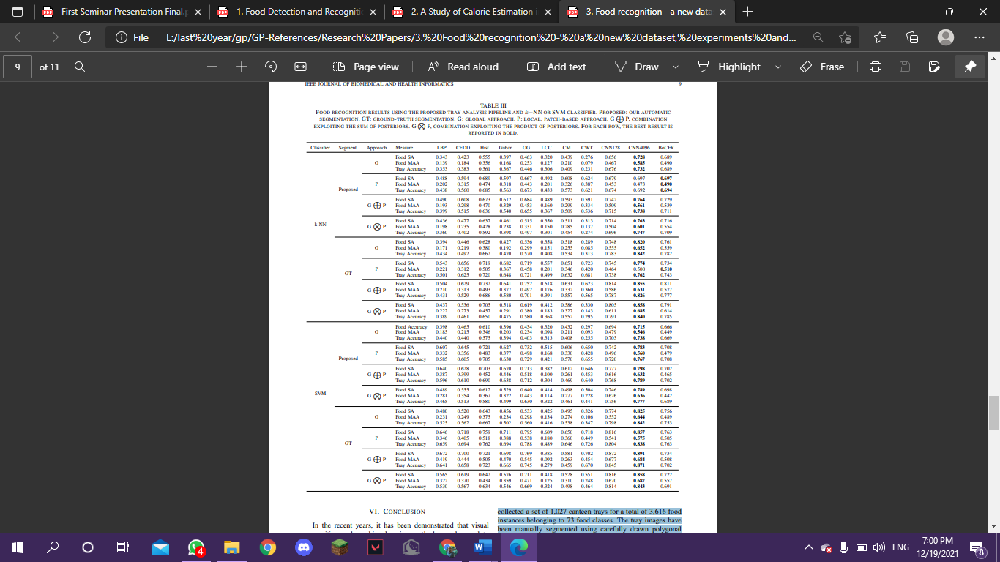 First Seminar Presentation Final.p
1. Food Detection and Recogniti
2. A Study of Calorie Estimation i
3. Food recognition - a new data
File E:/last%20year/gp/GP-References/Research%20Papers/3.%20Food%20recognition%20-%20a%20new%20dataset,%20experiments%20and...
9 of 11 Page view Read aloud Add text Draw Highlight Erase
IEEE JOURNAL OF BIOMEDICAL AND HEALTH INFORMATICS 9
TABLE III
FOOD RECOGNITION RESULTS USING THE PROPOSED TRAY ANALYSIS PIPELINE AND k−NN OR SVM CLASSIFIER. PROPOSED: OUR AUTOMATIC
SEGMENTATION. GT: GROUND-TRUTH SEGMENTATION. G: GLOBAL APPROACH. P: LOCAL, PATCH-BASED APPROACH. G ⊕ P, COMBINATION
EXPLOITING THE SUM OF POSTERIORS. G ⊗ P, COMBINATION EXPLOITING THE PRODUCT OF POSTERIORS. FOR EACH ROW, THE BEST RESULT IS
REPORTED IN BOLD.
Classifier Segment. Approach Measure LBP CEDD Hist Gabor OG LCC CM CWT CNN128 CNN4096 BoCFR
k-NN Proposed G Food SA 0.343 0.423 0.555 0.397 0.463 0.320 0.439 0.276 0.656 0.728 0.689
Food MAA 0.139 0.184 0.356 0.168 0.253 0.127 0.210 0.079 0.467 0.585 0.490
Tray Accuracy 0.353 0.383 0.561 0.367 0.446 0.306 0.409 0.231 0.676 0.732 0.689
P Food SA 0.488 0.594 0.689 0.597 0.667 0.492 0.608 0.624 0.679 0.697 0.697
Food MAA 0.202 0.315 0.474 0.318 0.443 0.201 0.326 0.387 0.453 0.473 0.490
Tray Accuracy 0.438 0.560 0.685 0.563 0.673 0.433 0.573 0.621 0.674 0.692 0.694
G ⊕ P Food SA 0.490 0.608 0.673 0.612 0.684 0.489 0.593 0.591 0.742 0.764 0.729
Food MAA 0.193 0.298 0.470 0.329 0.453 0.160 0.299 0.334 0.509 0.561 0.539
Tray Accuracy 0.399 0.515 0.636 0.540 0.655 0.367 0.509 0.536 0.715 0.738 0.711
G ⊗ P Food SA 0.436 0.477 0.637 0.461 0.515 0.350 0.511 0.313 0.714 0.763 0.716
Food MAA 0.198 0.235 0.428 0.238 0.331 0.150 0.285 0.137 0.504 0.601 0.554
Tray Accuracy 0.360 0.402 0.592 0.398 0.497 0.301 0.454 0.274 0.696 0.747 0.709
GT G Food SA 0.394 0.446 0.628 0.427 0.536 0.358 0.518 0.289 0.748 0.820 0.761
Food MAA 0.171 0.219 0.380 0.192 0.299 0.151 0.255 0.085 0.555 0.652 0.559
Tray Accuracy 0.434 0.492 0.662 0.470 0.570 0.408 0.534 0.313 0.783 0.842 0.782
P Food SA 0.543 0.656 0.719 0.682 0.719 0.557 0.651 0.723 0.745 0.774 0.734
Food MAA 0.221 0.312 0.505 0.367 0.458 0.201 0.346 0.420 0.464 0.500 0.510
Tray Accuracy 0.501 0.625 0.720 0.648 0.721 0.499 0.632 0.681 0.738 0.762 0.743
G ⊕ P Food SA 0.504 0.629 0.732 0.641 0.752 0.518 0.631 0.623 0.814 0.855 0.811
Food MAA 0.210 0.313 0.493 0.377 0.492 0.176 0.332 0.360 0.586 0.631 0.577
Tray Accuracy 0.431 0.529 0.686 0.580 0.701 0.391 0.557 0.565 0.787 0.826 0.777
G ⊗ P Food SA 0.437 0.536 0.705 0.518 0.619 0.412 0.586 0.330 0.805 0.858 0.791
Food MAA 0.222 0.273 0.457 0.291 0.380 0.183 0.327 0.143 0.611 0.685 0.614
Tray Accuracy 0.389 0.461 0.650 0.475 0.580 0.368 0.552 0.295 0.791 0.840 0.785
SVM Proposed G Food Accuracy 0.398 0.465 0.610 0.396 0.434 0.320 0.432 0.297 0.694 0.715 0.666
Food MAA 0.185 0.215 0.346 0.203 0.234 0.098 0.211 0.093 0.479 0.546 0.449
Tray Accuracy 0.440 0.440 0.575 0.394 0.403 0.313 0.408 0.255 0.703 0.738 0.669
P Food SA 0.607 0.645 0.721 0.627 0.732 0.515 0.606 0.650 0.742 0.783 0.708
Food MAA 0.332 0.356 0.483 0.377 0.498 0.168 0.330 0.428 0.496 0.560 0.479
Tray Accuracy 0.585 0.605 0.705 0.630 0.729 0.421 0.570 0.655 0.720 0.767 0.708
G ⊕ P Food SA 0.640 0.628 0.703 0.670 0.713 0.382 0.612 0.646 0.777 0.798 0.702
Food MAA 0.387 0.399 0.452 0.446 0.518 0.100 0.261 0.453 0.616 0.632 0.465
Tray Accuracy 0.596 0.610 0.690 0.638 0.712 0.304 0.469 0.640 0.768 0.789 0.702
G ⊗ P Food SA 0.489 0.555 0.612 0.529 0.640 0.414 0.498 0.504 0.746 0.789 0.698
Food MAA 0.281 0.354 0.367 0.322 0.443 0.114 0.277 0.228 0.626 0.636 0.442
Tray Accuracy 0.465 0.513 0.580 0.499 0.630 0.322 0.461 0.441 0.756 0.777 0.689
GT G Food SA 0.480 0.520 0.643 0.456 0.533 0.425 0.495 0.326 0.774 0.825 0.756
Food MAA 0.231 0.249 0.375 0.234 0.298 0.134 0.274 0.106 0.552 0.644 0.489
Tray Accuracy 0.525 0.562 0.667 0.502 0.560 0.416 0.538 0.347 0.798 0.842 0.753
P Food SA 0.646 0.718 0.759 0.711 0.795 0.609 0.650 0.718 0.816 0.857 0.763
Food MAA 0.346 0.405 0.518 0.388 0.538 0.180 0.360 0.449 0.541 0.575 0.505
Tray Accuracy 0.659 0.694 0.762 0.694 0.788 0.489 0.646 0.726 0.804 0.838 0.763
G ⊕ P Food SA 0.672 0.700 0.721 0.698 0.769 0.385 0.581 0.702 0.872 0.891 0.734
Food MAA 0.419 0.444 0.505 0.470 0.545 0.092 0.263 0.454 0.677 0.684 0.508
Tray Accuracy 0.641 0.658 0.723 0.665 0.745 0.279 0.459 0.670 0.845 0.871 0.702
G ⊗ P Food SA 0.565 0.619 0.642 0.576 0.711 0.418 0.528 0.551 0.816 0.858 0.722
Food MAA 0.322 0.370 0.434 0.359 0.471 0.125 0.310 0.248 0.670 0.687 0.557
Tray Accuracy 0.530 0.567 0.634 0.546 0.669 0.324 0.498 0.464 0.814 0.843 0.691
VI. CONCLUSION
In the recent years, it has been demonstrated that visual
collected a set of 1,027 canteen trays for a total of 3,616 food
instances belonging to 73 food classes. The tray images have
been manually segmented using carefully drawn polygonal
4
ENG
7:00 PM
12/19/2021
8